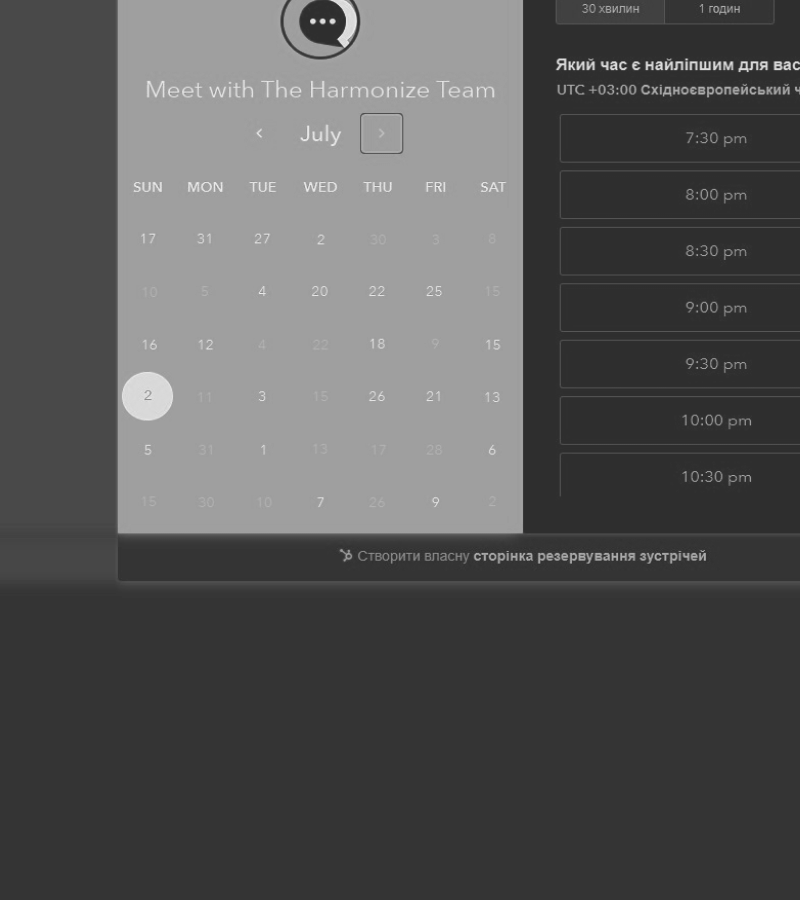 30 хвилин 1 годин
Meet with The Harmonize Team
July
SUN MON TUE WED THU FRI SAT
17 31 27 2 30 3 8
10 5 4 20 22 25 15
16 12 4 22 18 9 15
2 11 3 15 26 21 13
5 31 1 13 17 28 6
15 30 10 7 26 9 2
Який час є найліпшим для вас
UTC +03:00 Східноєвропейський ч
7:30 pm
8:00 pm
8:30 pm
9:00 pm
9:30 pm
10:00 pm
10:30 pm
Створити власну сторінка резервування зустрічей